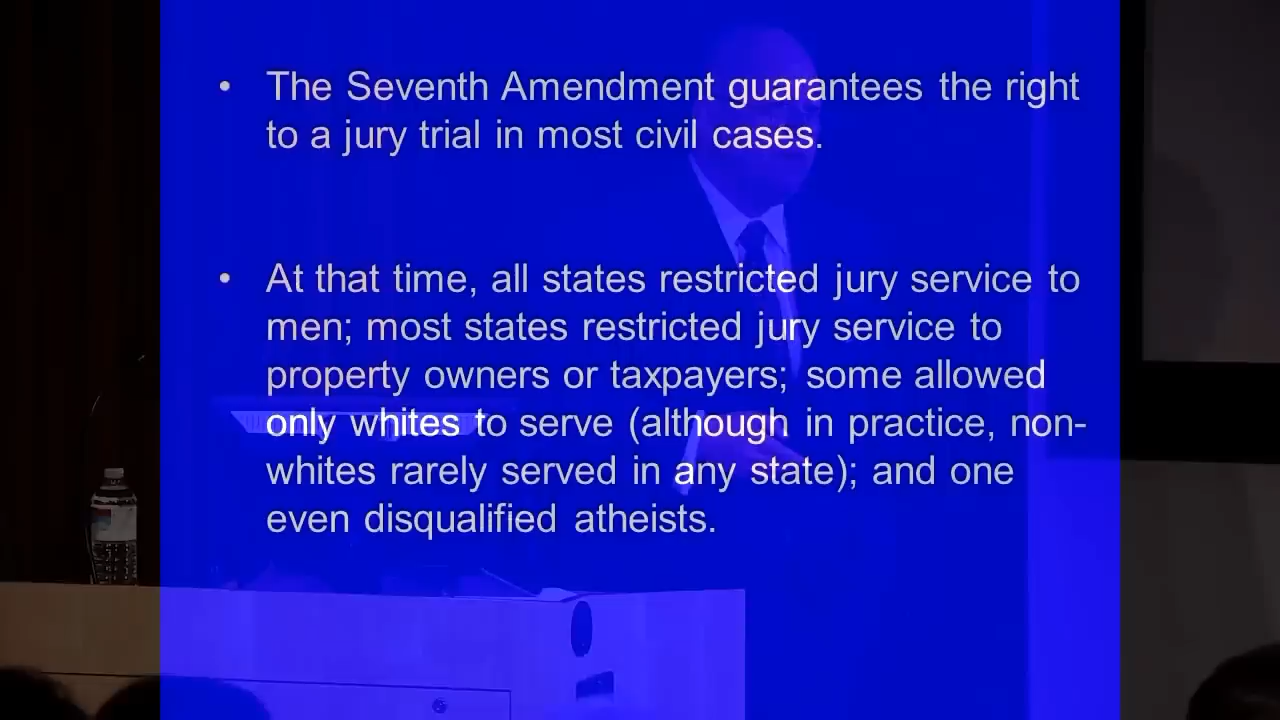 • The Seventh Amendment guarantees the right
to a jury trial in most civil cases.
• At that time, all states restricted jury service to
men; most states restricted jury service to
property owners or taxpayers; some allowed
only whites to serve (although in practice, non-
whites rarely served in any state); and one
even disqualified atheists.